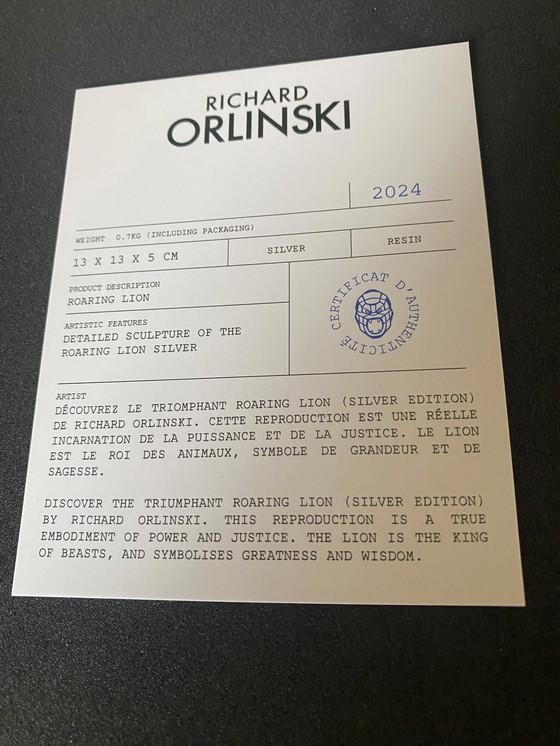 RICHARD
ORLINSKI
2024
WEIGHT 0.7KG (INCLUDING PACKAGING)
13 X 13 X 5 CM
SILVER
RESIN
PRODUCT DESCRIPTION
ROARING LION
ARTISTIC FEATURES
DETAILED SCULPTURE OF THE
ROARING LION SILVER
CERTIFICAT D'AUTHENTICITÉ
ARTIST
DÉCOUVREZ LE TRIOMPHANT ROARING LION (SILVER EDITION)
DE RICHARD ORLINSKI. CETTE REPRODUCTION EST UNE RÉELLE
INCARNATION DE LA PUISSANCE ET DE LA JUSTICE. LE LION
EST LE ROI DES ANIMAUX, SYMBOLE DE GRANDEUR ET DE
SAGESSE.
DISCOVER THE TRIUMPHANT ROARING LION (SILVER EDITION)
BY RICHARD ORLINSKI. THIS REPRODUCTION IS A TRUE
EMBODIMENT OF POWER AND JUSTICE. THE LION IS THE KING
OF BEASTS, AND SYMBOLISES GREATNESS AND WISDOM.